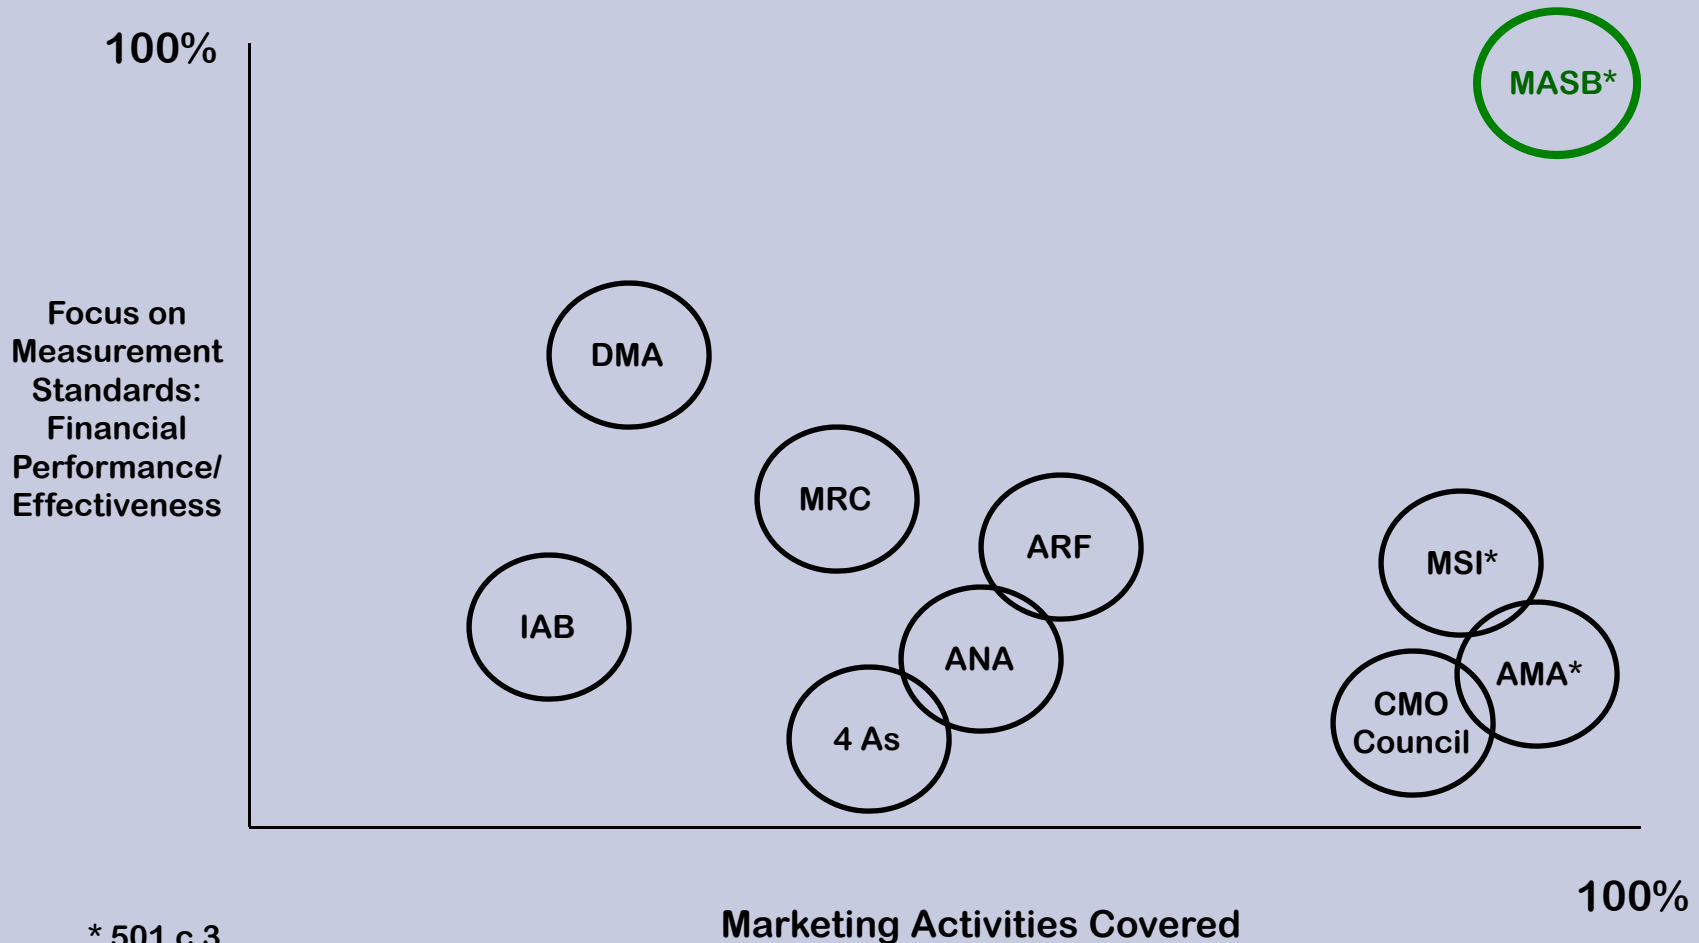 100%
MASB*
Focus on
Measurement
Standards:
Financial
Performance/
Effectiveness
DMA
MRC
ARF
MSI*
IAB
ANA
AMA*
4 As
CMO
Council
100%
Marketing Activities Covered
* 501 c 3